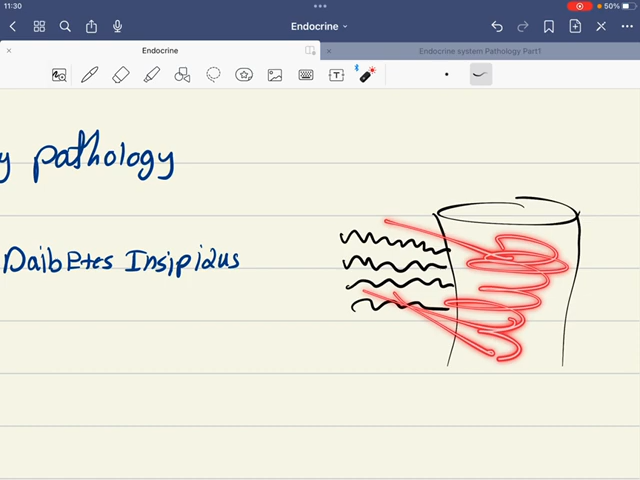 11:30
50%
Endocrine
Endocrine
Endocrine system Pathology Part1
T
y pathology
Daibetes Insipidus